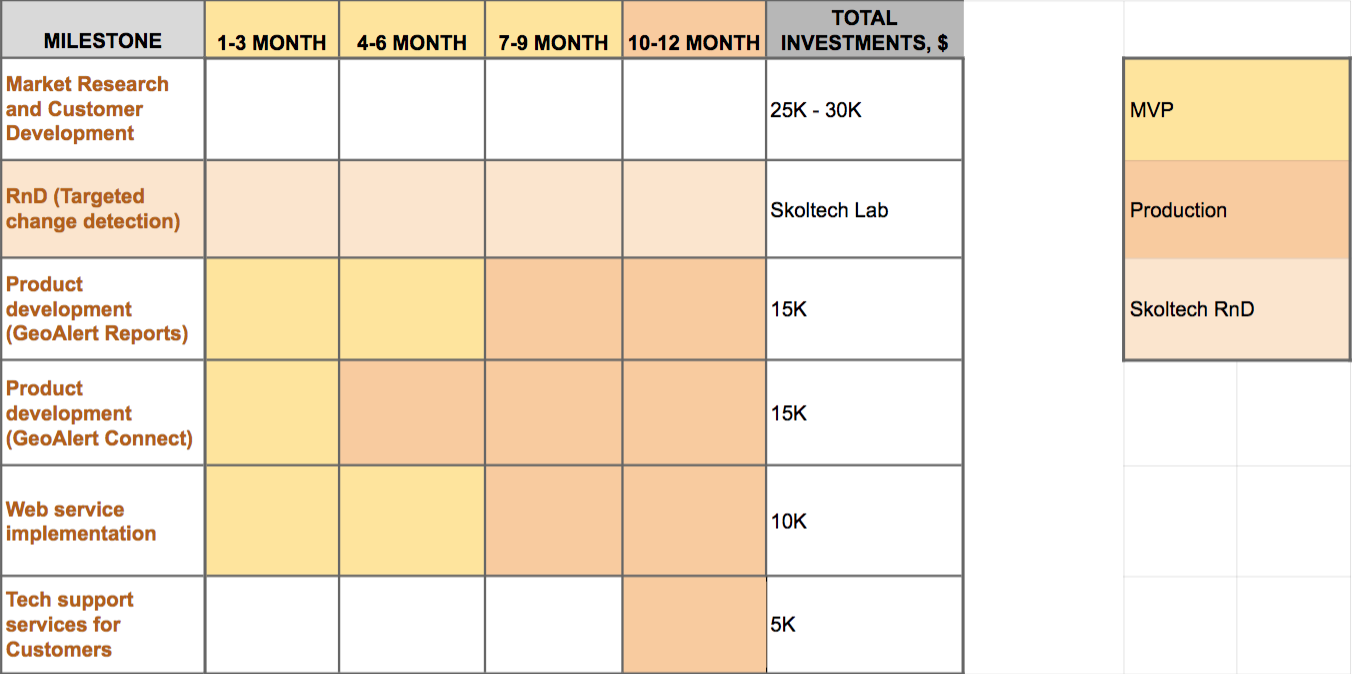 MILESTONE
1-3 MONTH
4-6 MONTH
7-9 MONTH
10-12 MONTH
TOTAL
INVESTMENTS, $
Market Research
and Customer
Development
25K - 30K
RnD (Targeted
change detection)
Skoltech Lab
Product
development
(GeoAlert Reports)
15K
Product
development
(GeoAlert Connect)
15K
Web service
implementation
10K
Tech support
services for
Customers
5K
MVP
Production
Skoltech RnD